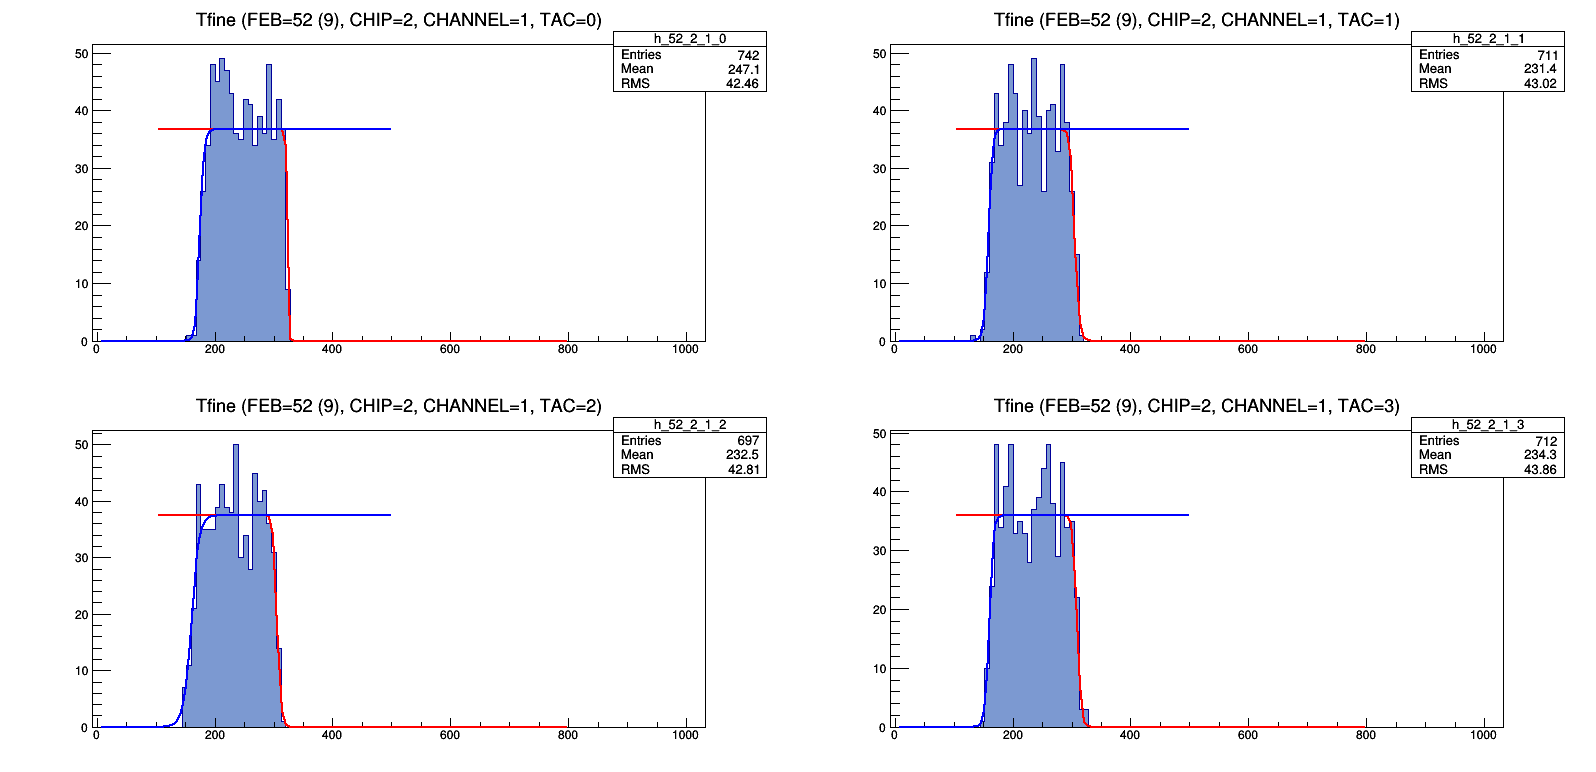 Tfine (FEB=52 (9), CHIP=2, CHANNEL=1, TAC=0)
h_52_2_1_0
Entries 742
Mean 247.1
RMS 42.46
50
40
30
20
10
0
0 200 400 600 800 1000
Tfine (FEB=52 (9), CHIP=2, CHANNEL=1, TAC=1)
h_52_2_1_1
Entries 711
Mean 231.4
RMS 43.02
50
40
30
20
10
0
0 200 400 600 800 1000
Tfine (FEB=52 (9), CHIP=2, CHANNEL=1, TAC=2)
h_52_2_1_2
Entries 697
Mean 232.5
RMS 42.81
50
40
30
20
10
0
0 200 400 600 800 1000
Tfine (FEB=52 (9), CHIP=2, CHANNEL=1, TAC=3)
h_52_2_1_3
Entries 712
Mean 234.3
RMS 43.86
50
40
30
20
10
0
0 200 400 600 800 1000